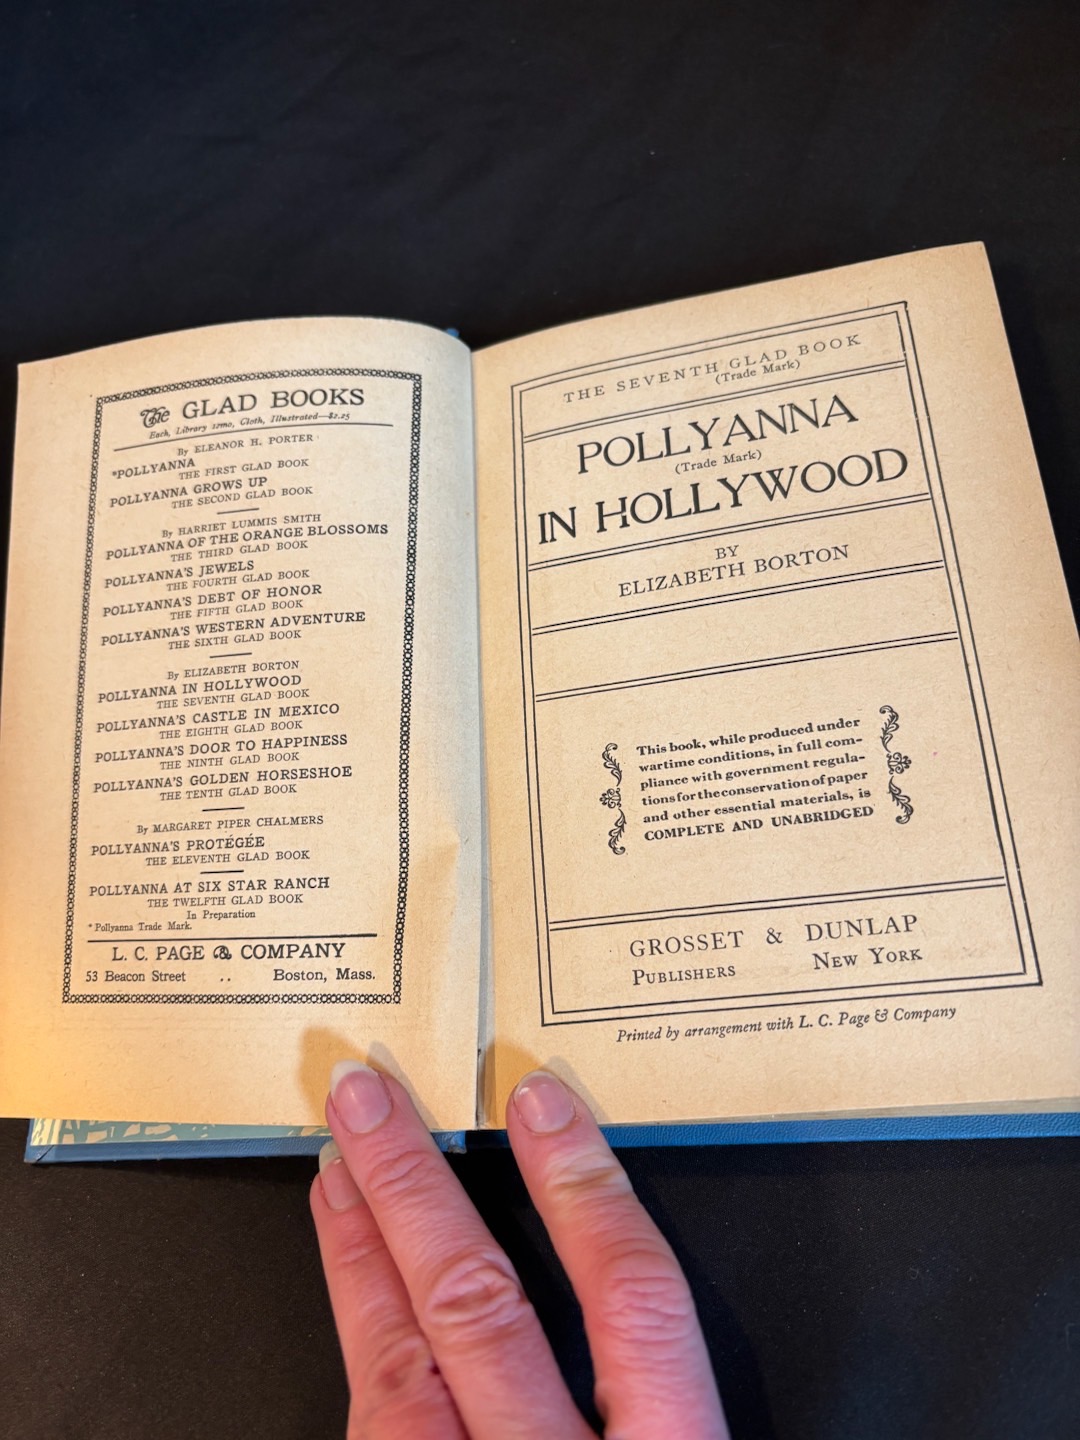 The GLAD BOOKS
Each, Library 12mo, Cloth, Illustrated—$2.25
By ELEANOR H. PORTER
*POLLYANNA
THE FIRST GLAD BOOK
POLLYANNA GROWS UP
THE SECOND GLAD BOOK
By HARRIET LUMMIS SMITH
POLLYANNA OF THE ORANGE BLOSSOMS
THE THIRD GLAD BOOK
POLLYANNA'S JEWELS
THE FOURTH GLAD BOOK
POLLYANNA'S DEBT OF HONOR
THE FIFTH GLAD BOOK
POLLYANNA'S WESTERN ADVENTURE
THE SIXTH GLAD BOOK
By ELIZABETH BORTON
POLLYANNA IN HOLLYWOOD
THE SEVENTH GLAD BOOK
POLLYANNA'S CASTLE IN MEXICO
THE EIGHTH GLAD BOOK
POLLYANNA'S DOOR TO HAPPINESS
THE NINTH GLAD BOOK
POLLYANNA'S GOLDEN HORSESHOE
THE TENTH GLAD BOOK
By MARGARET PIPER CHALMERS
POLLYANNA'S PROTÉGÉE
THE ELEVENTH GLAD BOOK
POLLYANNA AT SIX STAR RANCH
THE TWELFTH GLAD BOOK
In Preparation
* Pollyanna Trade Mark.
L. C. PAGE & COMPANY
53 Beacon Street .. Boston, Mass.
THE SEVENTH GLAD BOOK
(Trade Mark)
POLLYANNA
(Trade Mark)
IN HOLLYWOOD
BY
ELIZABETH BORTON
This book, while produced under
wartime conditions, in full com-
pliance with government regula-
tions for the conservation of paper
and other essential materials, is
COMPLETE AND UNABRIDGED
GROSSET & DUNLAP
PUBLISHERS NEW YORK
Printed by arrangement with L. C. Page & Company